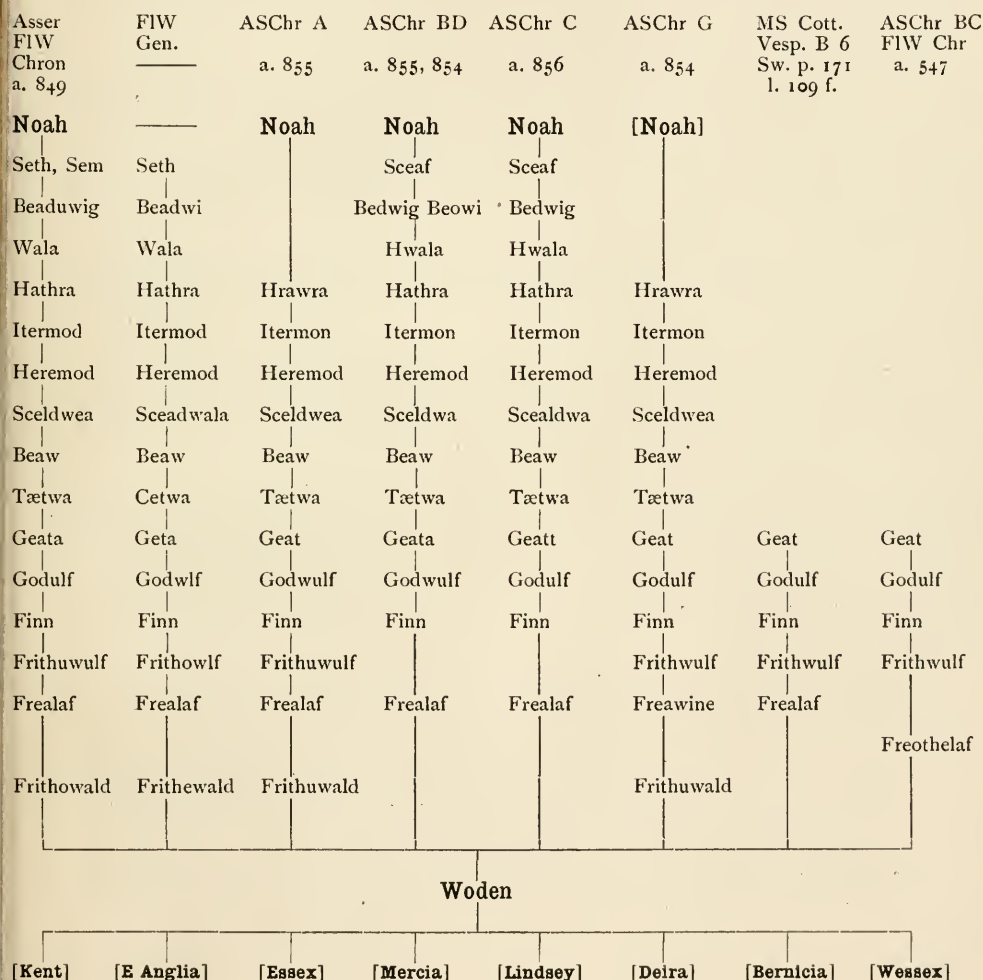 Asser FlW ASChr A ASChr BD ASChr C ASChr G MS Cott. ASChr BC
FlW Gen. Vesp. B 6 FlW Chr
Chron a. 855 a. 855, 854 a. 856 a. 854 Sw. p. 171 a. 547
a. 849 l. 109 f.
Noah Noah Noah Noah [Noah]
Seth, Sem Seth Sceaf Sceaf
Beaduwig Beadwi Bedwig Beowi Bedwig
Wala Wala Hwala Hwala
Hathra Hathra Hrawra Hathra Hathra Hrawra
Itermod Itermod Itermon Itermon Itermon Itermon
Heremod Heremod Heremod Heremod Heremod Heremod
Sceldwea Sceadwala Sceldwea Sceldwa Scealdwa Sceldwea
Beaw Beaw Beaw Beaw Beaw Beaw
Tætwa Cetwa Tætwa Tætwa Tætwa Tætwa
Geata Geta Geat Geata Geatt Geat Geat Geat
Godulf Godwlf Godwulf Godwulf Godulf Godulf Godulf Godulf
Finn Finn Finn Finn Finn Finn Finn Finn
Frithuwulf Frithowlf Frithuwulf Frithwulf Frithwulf Frithwulf
Frealaf Frealaf Frealaf Frealaf Frealaf Freawine Frealaf
Freothelaf
Frithowald Frithewald Frithuwald Frithuwald
Woden
[Kent] [E Anglia] [Essex] [Mercia] [Lindsey] [Deira] [Bernicia] [Wessex]